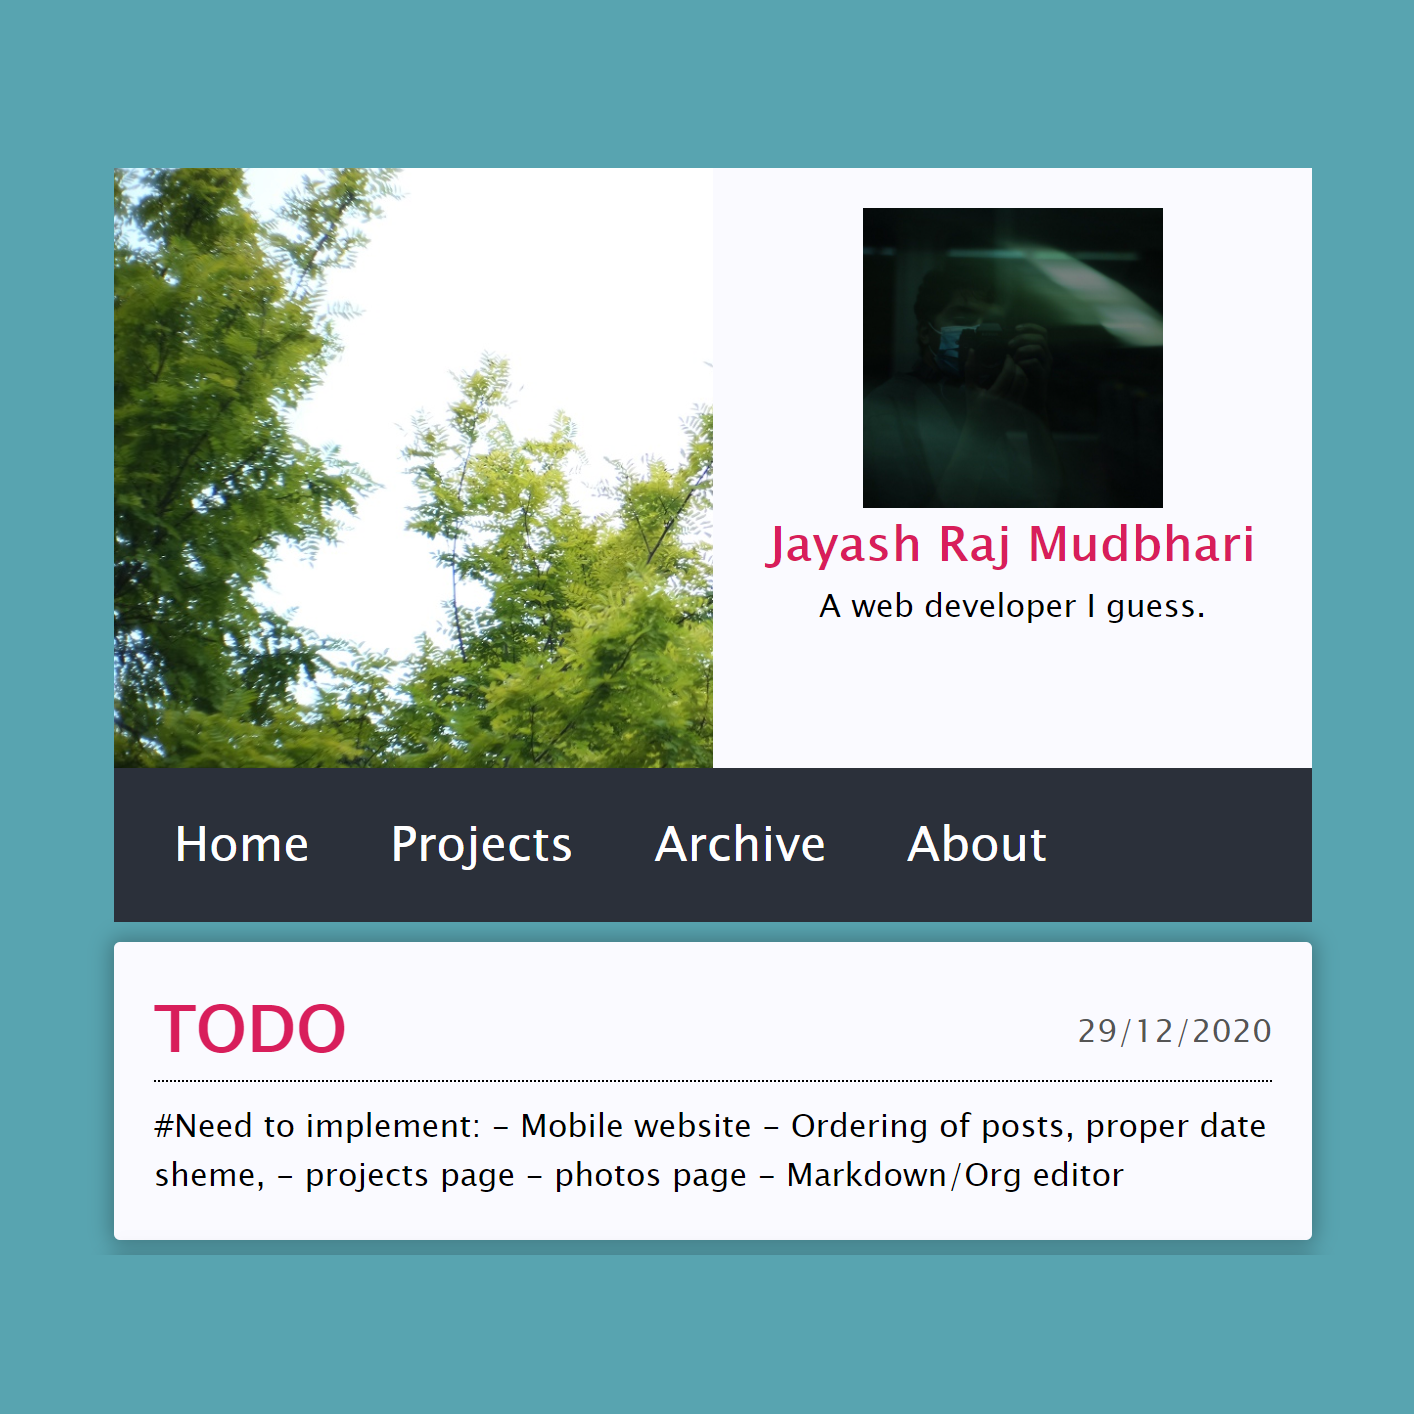 Jayash Raj Mudbhari
A web developer I guess.
Home Projects Archive About
TODO
29/12/2020
#Need to implement: – Mobile website – Ordering of posts, proper date
sheme, – projects page – photos page – Markdown/Org editor